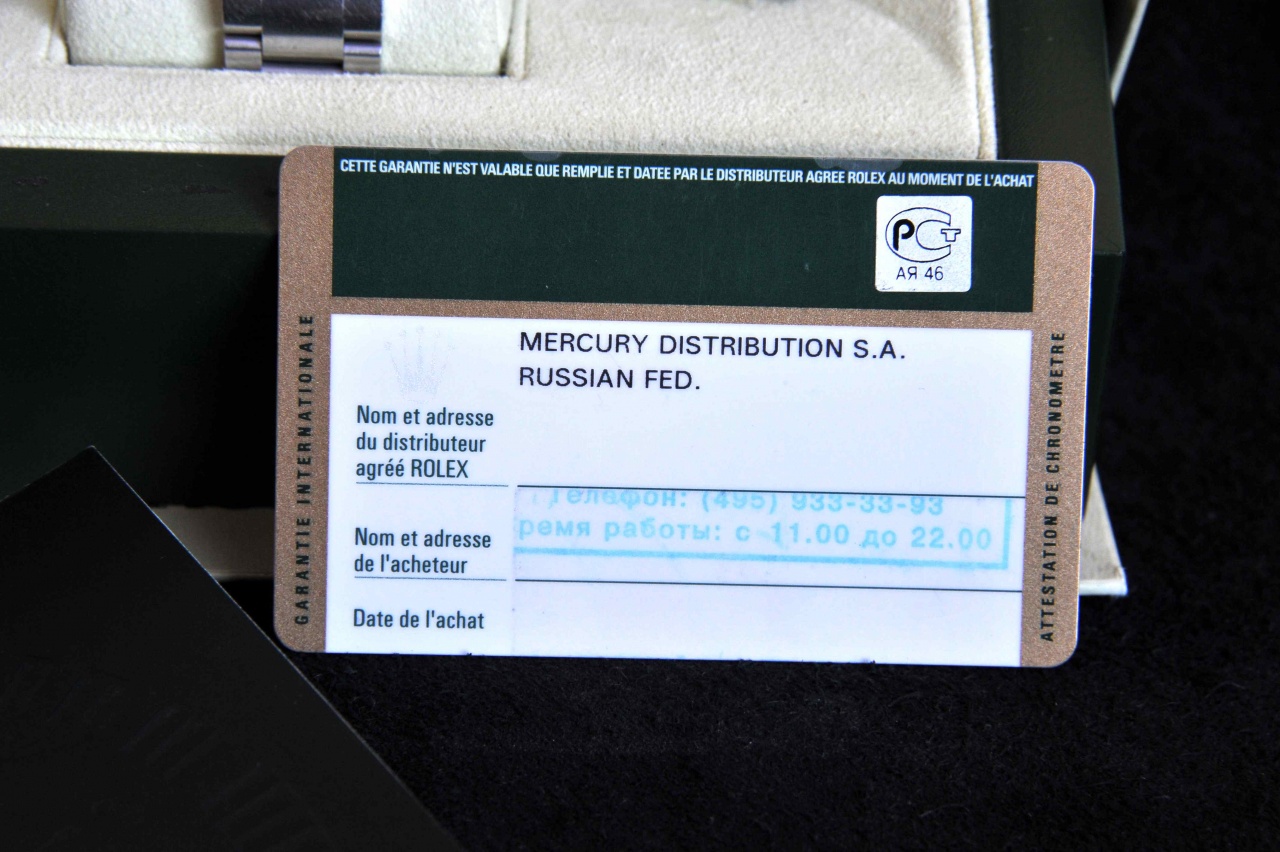 CETTE GARANTIE N'EST VALABLE QUE REMPLIE ET DATEE PAR LE DISTRIBUTEUR AGREE ROLEX AU MOMENT DE L'ACHAT
РСТ
АЯ 46
GARANTIE INTERNATIONALE
MERCURY DISTRIBUTION S.A.
RUSSIAN FED.
Nom et adresse
du distributeur
agréé ROLEX
Телефон: (495) 933-33-93
ремя работы: с 11.00 до 22.00
Nom et adresse
de l'acheteur
Date de l'achat
ATTESTATION DE CHRONOMETRE